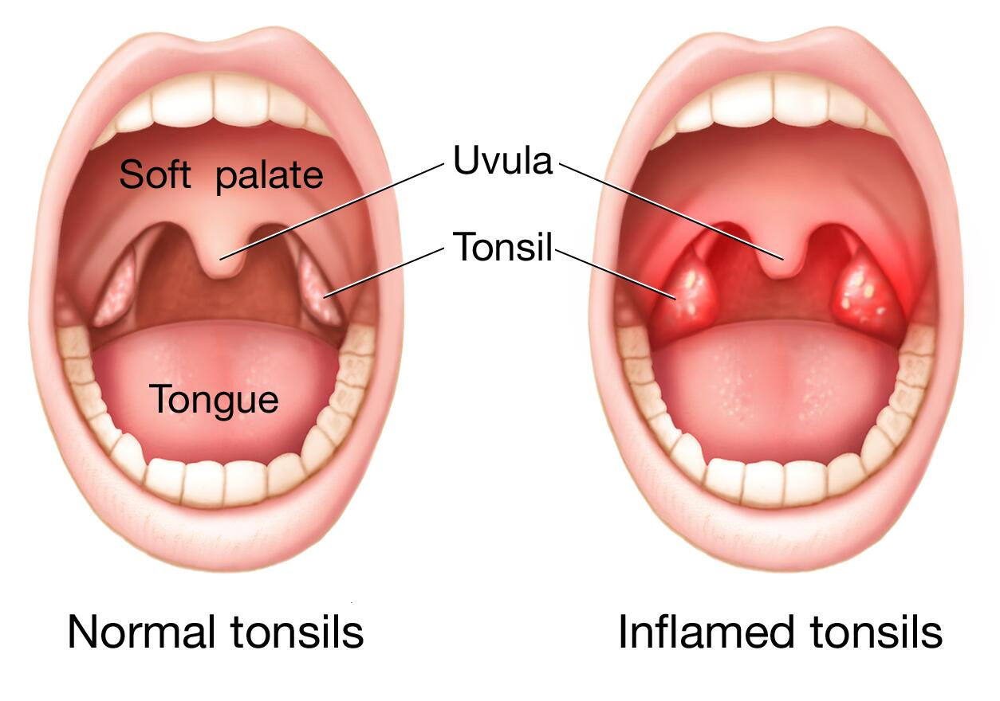 Soft palate
Uvula
Tonsil
Tongue
Normal tonsils
Inflamed tonsils